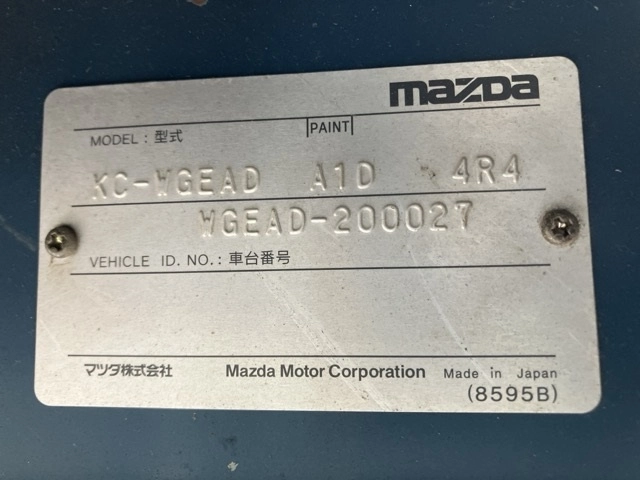 mazda
MODEL : 型式 PAINT
KC-WGEAD A1D 4R4
WGEAD-200027
VEHICLE ID. NO. : 車台番号
マツダ株式会社 Mazda Motor Corporation Made in Japan
(8595B)